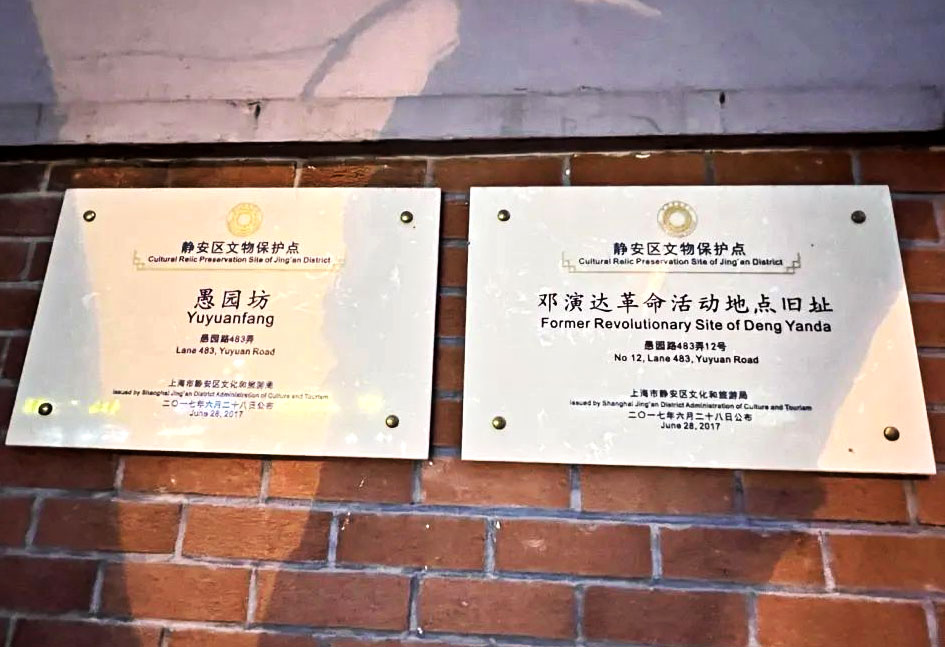 静安区文物保护点
Cultural Relic Preservation Site of Jing'an District
愚园坊
Yuyuanfang
愚园路483弄
Lane 483, Yuyuan Road
上海市静安区文化和旅游局
Issued by Shanghai Jing'an District Administration of Culture and Tourism
二〇一七年六月二十八日公布
June 28, 2017
静安区文物保护点
Cultural Relic Preservation Site of Jing'an District
邓演达革命活动地点旧址
Former Revolutionary Site of Deng Yanda
愚园路483弄12号
No 12, Lane 483, Yuyuan Road
上海市静安区文化和旅游局
Issued by Shanghai Jing'an District Administration of Culture and Tourism
二〇一七年六月二十八日公布
June 28, 2017